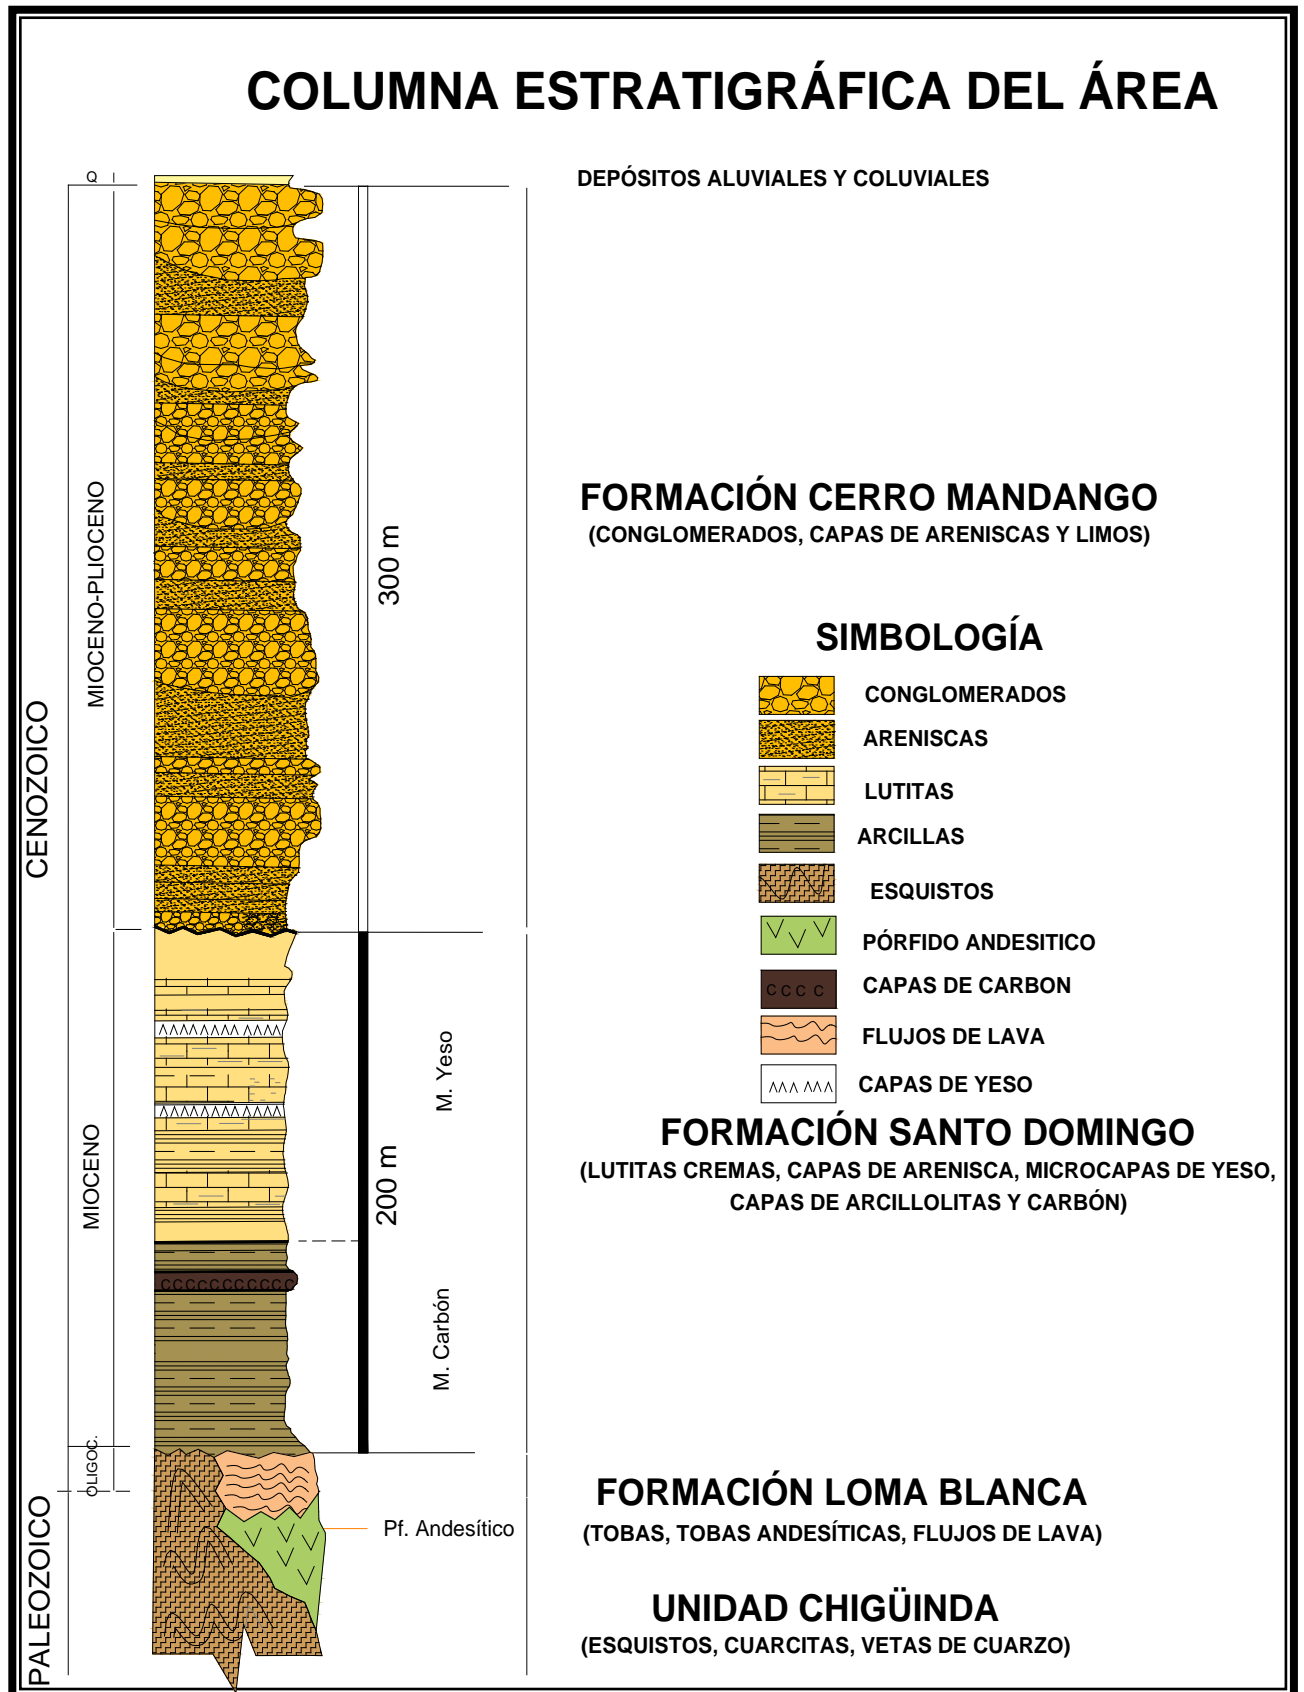 COLUMNA ESTRATIGRÁFICA DEL ÁREA
Q
DEPÓSITOS ALUVIALES Y COLUVIALES
CENOZOICO
MIOCENO-PLIOCENO
300 m
FORMACIÓN CERRO MANDANGO
(CONGLOMERADOS, CAPAS DE ARENISCAS Y LIMOS)
SIMBOLOGÍA
CONGLOMERADOS
ARENISCAS
LUTITAS
ARCILLAS
ESQUISTOS
PÓRFIDO ANDESITICO
C C C C
CAPAS DE CARBON
FLUJOS DE LAVA
CAPAS DE YESO
MIOCENO
200 m
M. Yeso
FORMACIÓN SANTO DOMINGO
(LUTITAS CREMAS, CAPAS DE ARENISCA, MICROCAPAS DE YESO,
CAPAS DE ARCILLOLITAS Y CARBÓN)
CCCCCCCCCCC
M. Carbón
OLIGOC.
PALEOZOICO
FORMACIÓN LOMA BLANCA
(TOBAS, TOBAS ANDESÍTICAS, FLUJOS DE LAVA)
Pf. Andesítico
UNIDAD CHIGÜINDA
(ESQUISTOS, CUARCITAS, VETAS DE CUARZO)